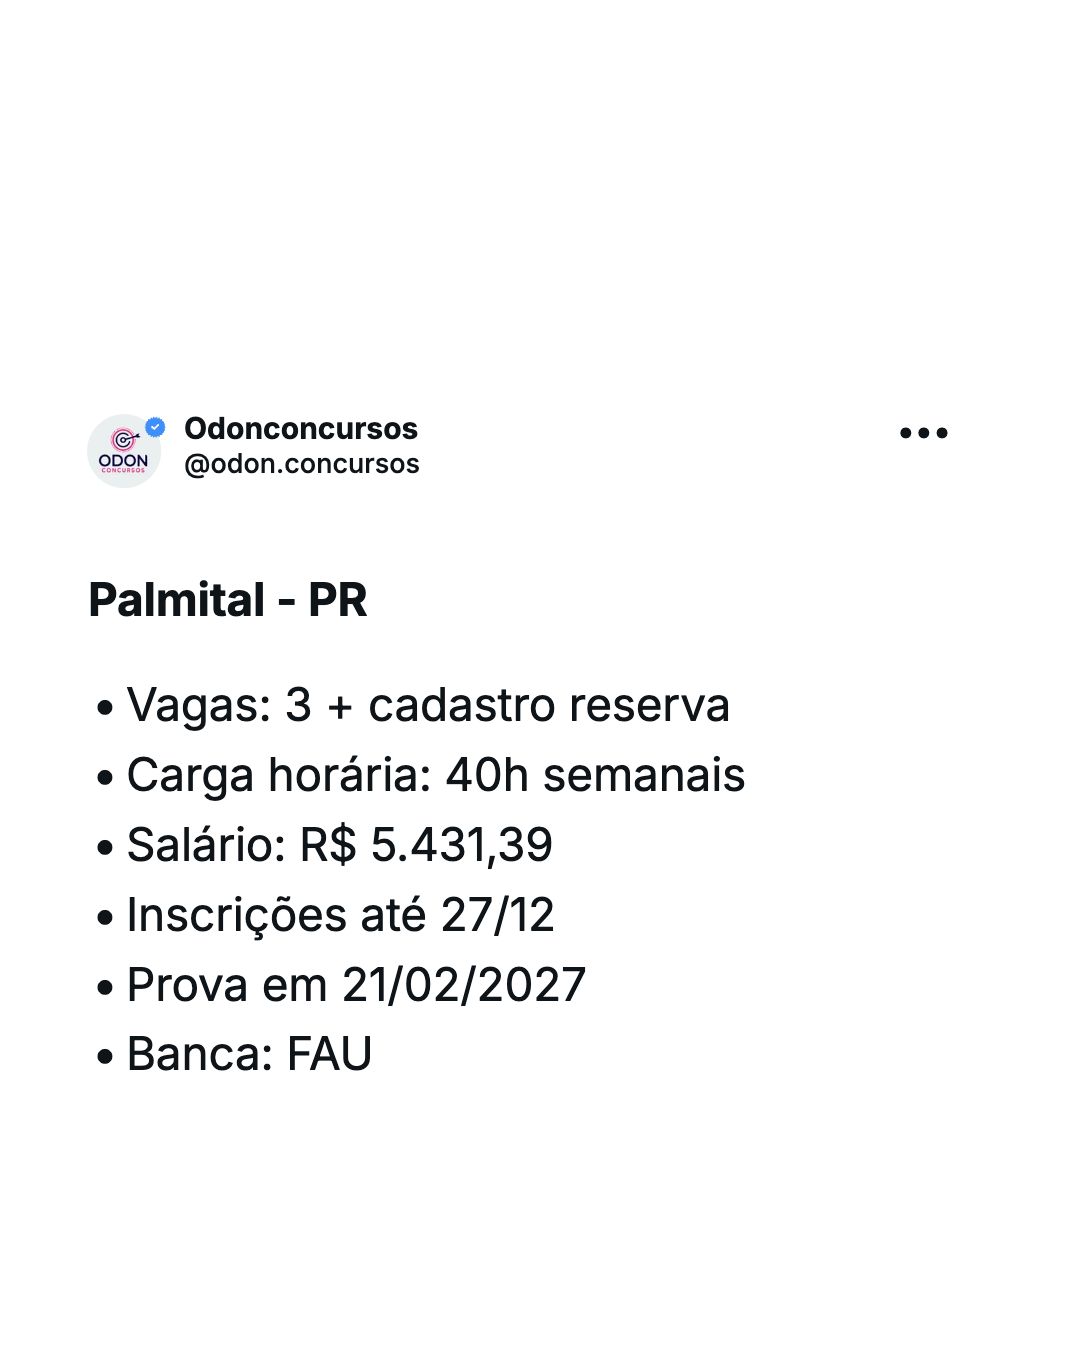 ODON
CONCURSOS
Odonconcursos
@odon.concursos
Palmital - PR
• Vagas: 3 + cadastro reserva
• Carga horária: 40h semanais
• Salário: R$ 5.431,39
• Inscrições até 27/12
• Prova em 21/02/2027
• Banca: FAU